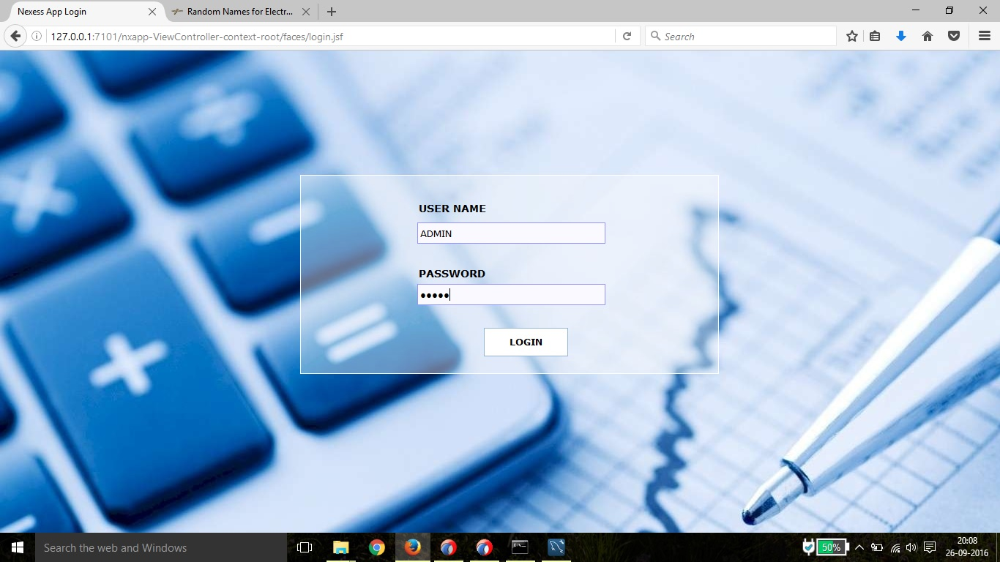 Nexess App Login
Random Names for Electr...
127.0.0.1:7101/nxapp-ViewController-context-root/faces/login.jsf
Search
USER NAME
ADMIN
PASSWORD
•••••
LOGIN
Search the web and Windows
50%
20:08
26-09-2016